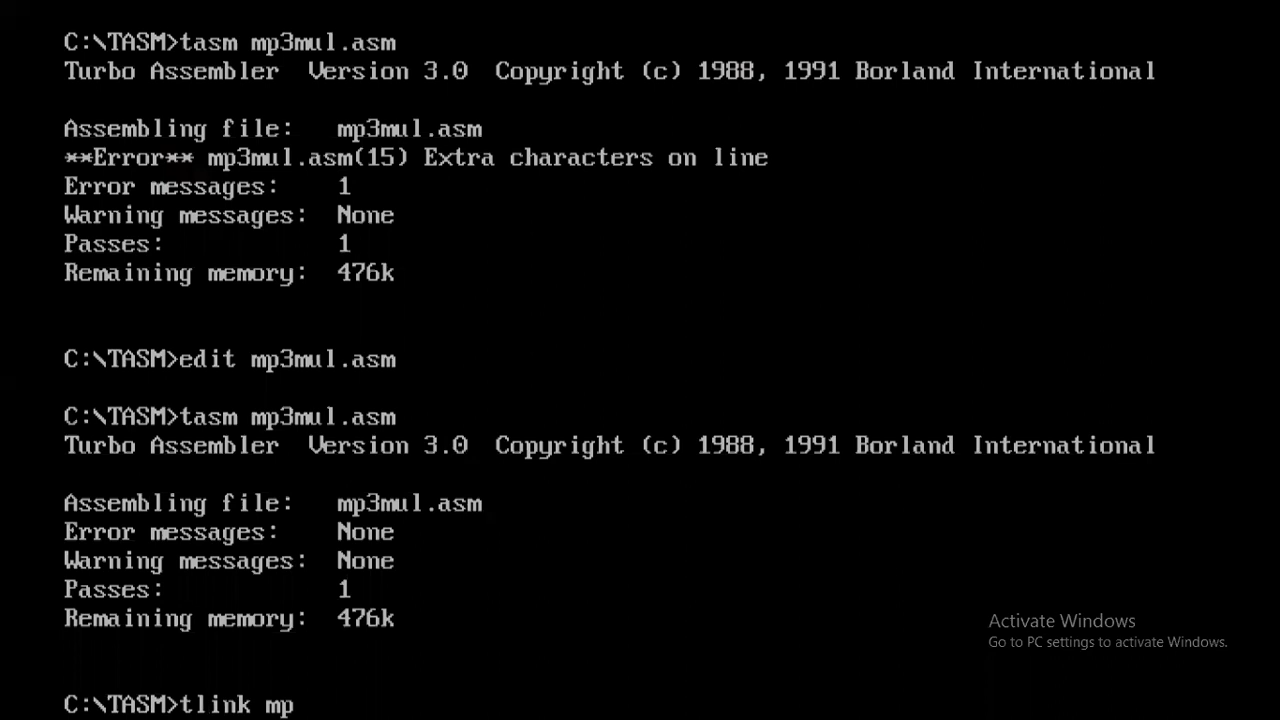 C:\TASM>tasm mp3mul.asm
Turbo Assembler  Version 3.0  Copyright (c) 1988, 1991 Borland International
Assembling file:   mp3mul.asm
**Error** mp3mul.asm(15) Extra characters on line
Error messages:    1
Warning messages:  None
Passes:            1
Remaining memory:  476k
C:\TASM>edit mp3mul.asm
C:\TASM>tasm mp3mul.asm
Turbo Assembler  Version 3.0  Copyright (c) 1988, 1991 Borland International
Assembling file:   mp3mul.asm
Error messages:    None
Warning messages:  None
Passes:            1
Remaining memory:  476k
Activate Windows
Go to PC settings to activate Windows.
C:\TASM>tlink mp